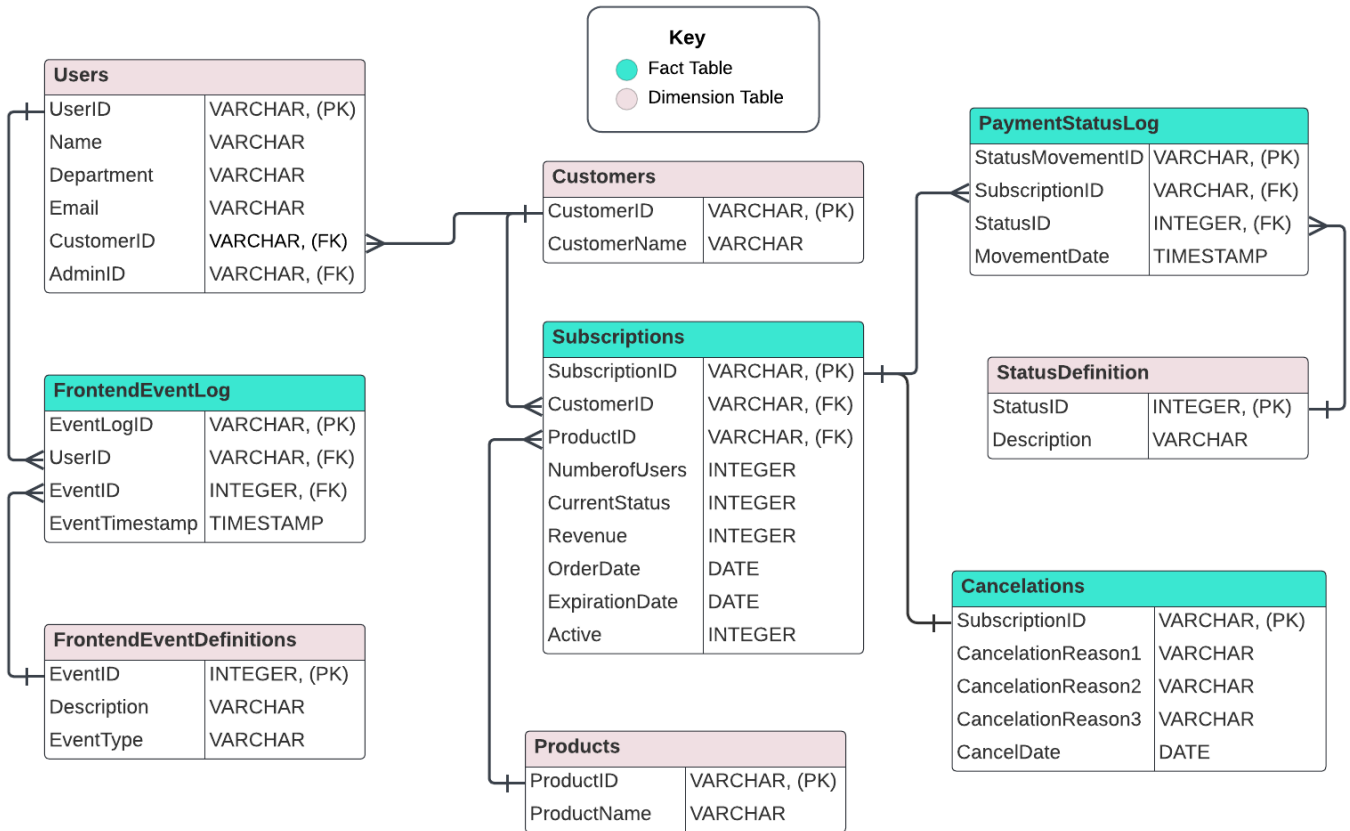 Key
Fact Table
Dimension Table
Users
UserID VARCHAR, (PK)
Name VARCHAR
Department VARCHAR
Email VARCHAR
CustomerID VARCHAR, (FK)
AdminID VARCHAR, (FK)
FrontendEventLog
EventLogID VARCHAR, (PK)
UserID VARCHAR, (FK)
EventID INTEGER, (FK)
EventTimestamp TIMESTAMP
FrontendEventDefinitions
EventID INTEGER, (PK)
Description VARCHAR
EventType VARCHAR
Customers
CustomerID VARCHAR, (PK)
CustomerName VARCHAR
Subscriptions
SubscriptionID VARCHAR, (PK)
CustomerID VARCHAR, (FK)
ProductID VARCHAR, (FK)
NumberofUsers INTEGER
CurrentStatus INTEGER
Revenue INTEGER
OrderDate DATE
ExpirationDate DATE
Active INTEGER
Products
ProductID VARCHAR, (PK)
ProductName VARCHAR
PaymentStatusLog
StatusMovementID VARCHAR, (PK)
SubscriptionID VARCHAR, (FK)
StatusID INTEGER, (FK)
MovementDate TIMESTAMP
StatusDefinition
StatusID INTEGER, (PK)
Description VARCHAR
Cancelations
SubscriptionID VARCHAR, (PK)
CancelationReason1 VARCHAR
CancelationReason2 VARCHAR
CancelationReason3 VARCHAR
CancelDate DATE